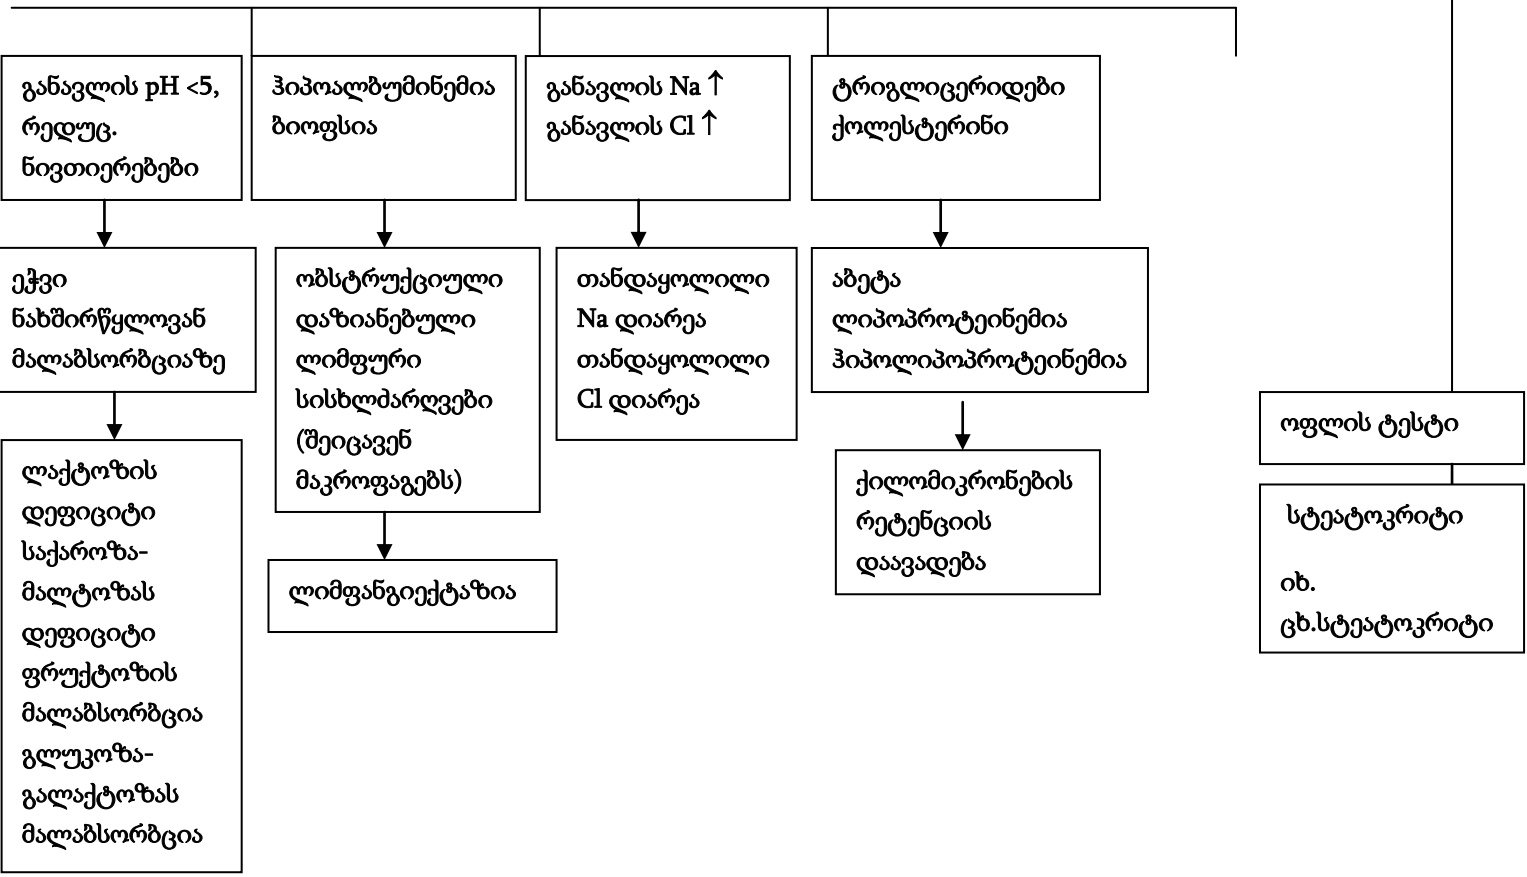 განავლის pH <5,
რედუც.
ნივთიერებები
ჰიპოალბუმინემია
ბიოფსია
განავლის Na ↑
განავლის Cl ↑
ტრიგლიცერიდები
ქოლესტერინი
ეჭვი
ნახშირწყლოვან
მალაბსორბციაზე
ობსტრუქციული
დაზიანებული
ლიმფური
სისხლძარღვები
(შეიცავენ
მაკროფაგებს)
თანდაყოლილი
Na დიარეა
თანდაყოლილი
Cl დიარეა
აბეტა
ლიპოპროტეინემია
ჰიპოლიპოპროტეინემია
ლაქტოზის
დეფიციტი
საქაროზა-
მალტოზას
დეფიციტი
ფრუქტოზის
მალაბსორბცია
გლუკოზა-
გალაქტოზას
მალაბსორბცია
ლიმფანგიექტაზია
ქილომიკრონების
რეტენციის
დაავადება
ოფლის ტესტი
სტეატოკრიტი
იხ.
ცხ.სტეატოკრიტი